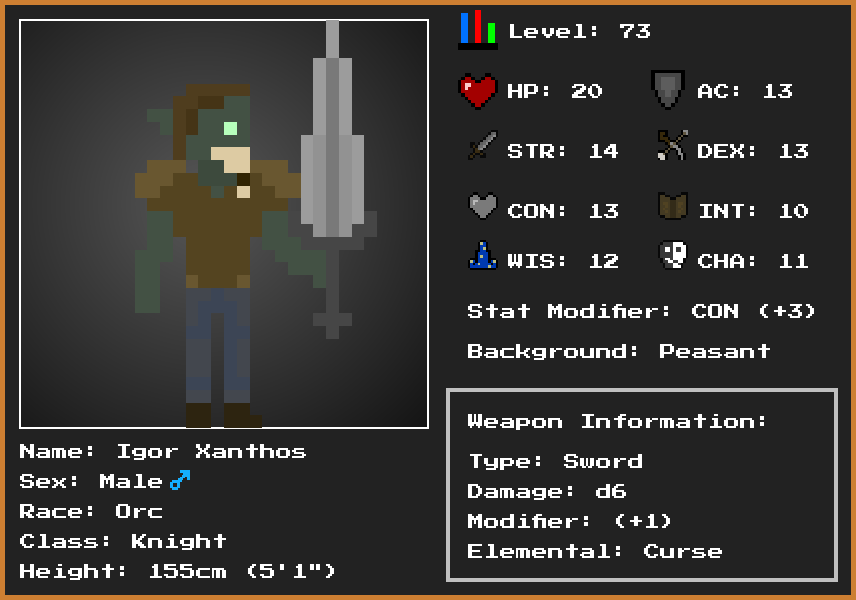 Level: 73
HP: 20 AC: 13
STR: 14 DEX: 13
CON: 13 INT: 10
WIS: 12 CHA: 11
Stat Modifier: CON (+3)
Background: Peasant
Weapon Information:
Type: Sword
Damage: d6
Modifier: (+1)
Elemental: Curse
Name: Igor Xanthos
Sex: Male ♂
Race: Orc
Class: Knight
Height: 155cm (5'1")